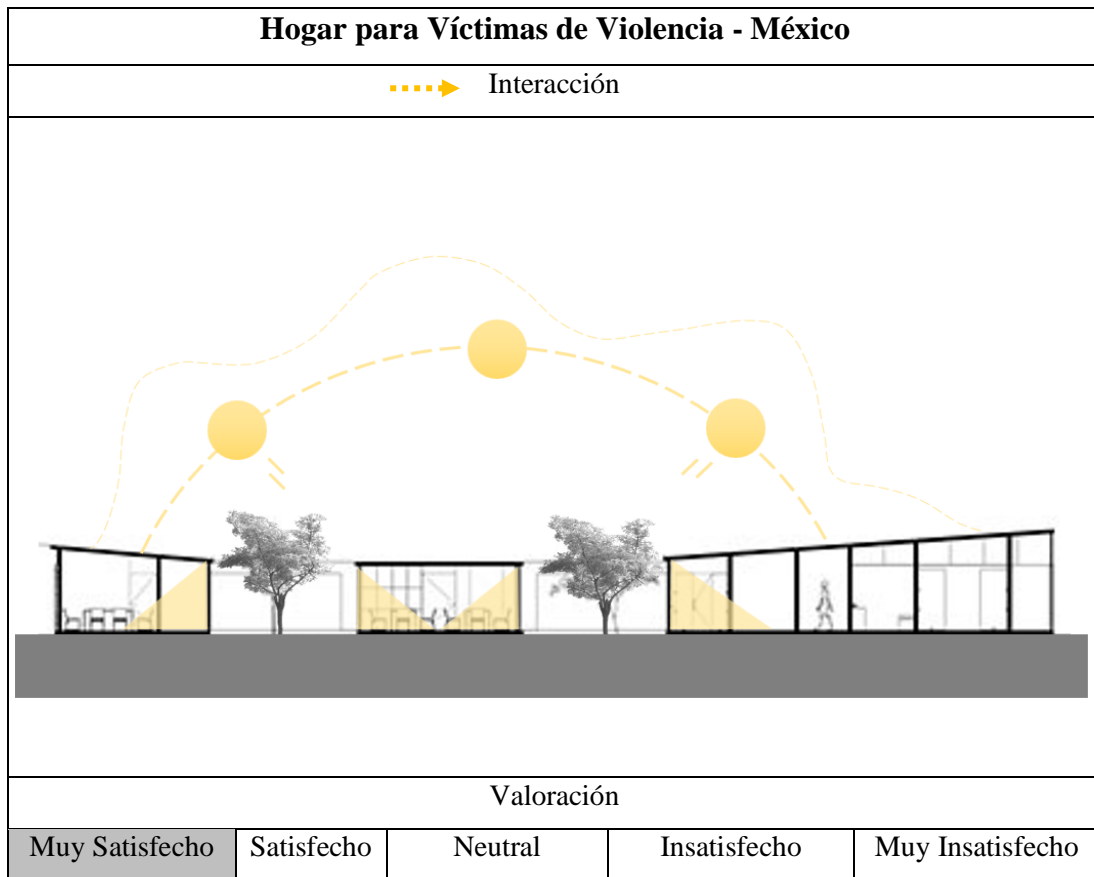 Hogar para Víctimas de Violencia - México
Interacción
Valoración
Muy Satisfecho Satisfecho Neutral Insatisfecho Muy Insatisfecho